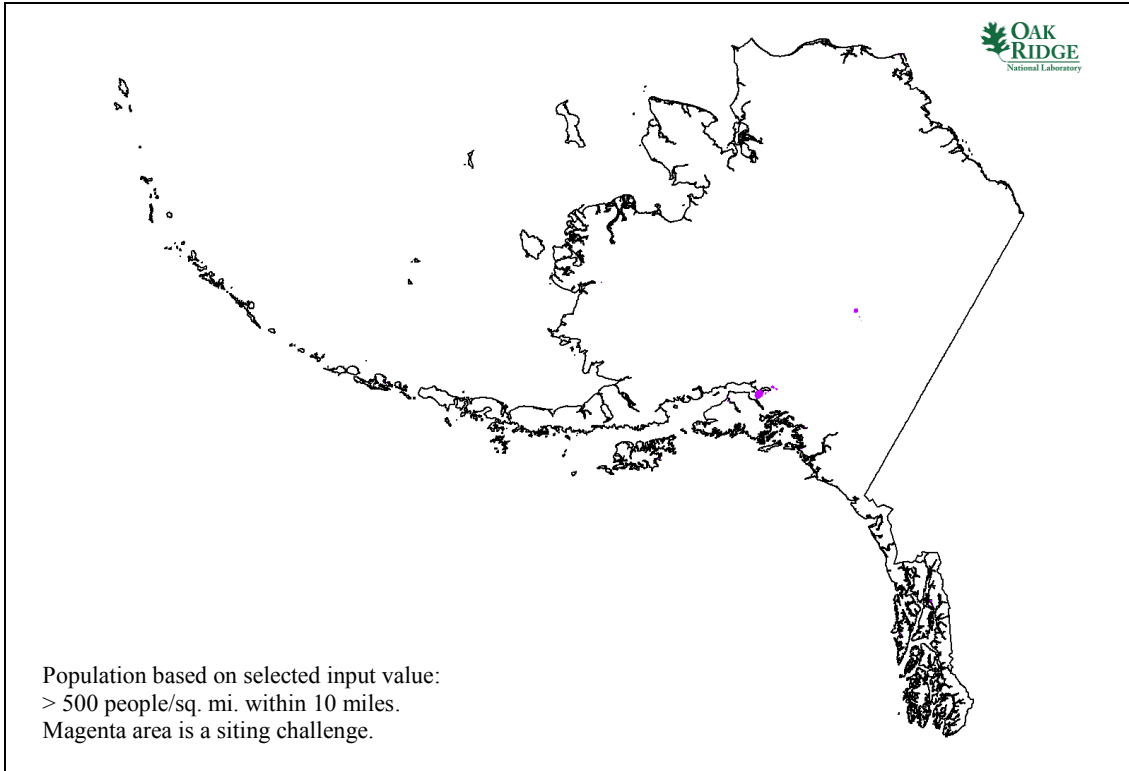 OAK
RIDGE
National Laboratory
Population based on selected input value:
> 500 people/sq. mi. within 10 miles.
Magenta area is a siting challenge.